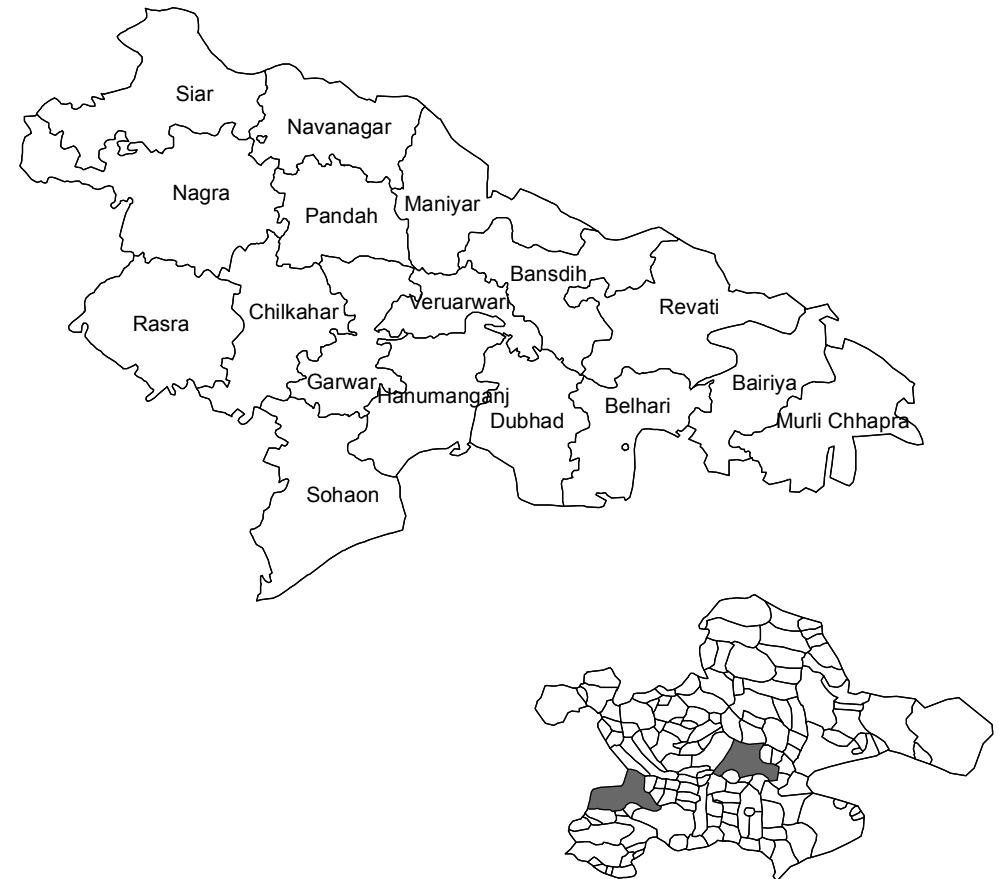 Siar
Navanagar
Nagra
Maniyar
Pandah
Bansdih
Veruarwari
Revati
Chilkahar
Rasra
Garwar
Bairiya
Hanumanganj
Belhari
Dubhad
Murli Chhapra
Sohaon